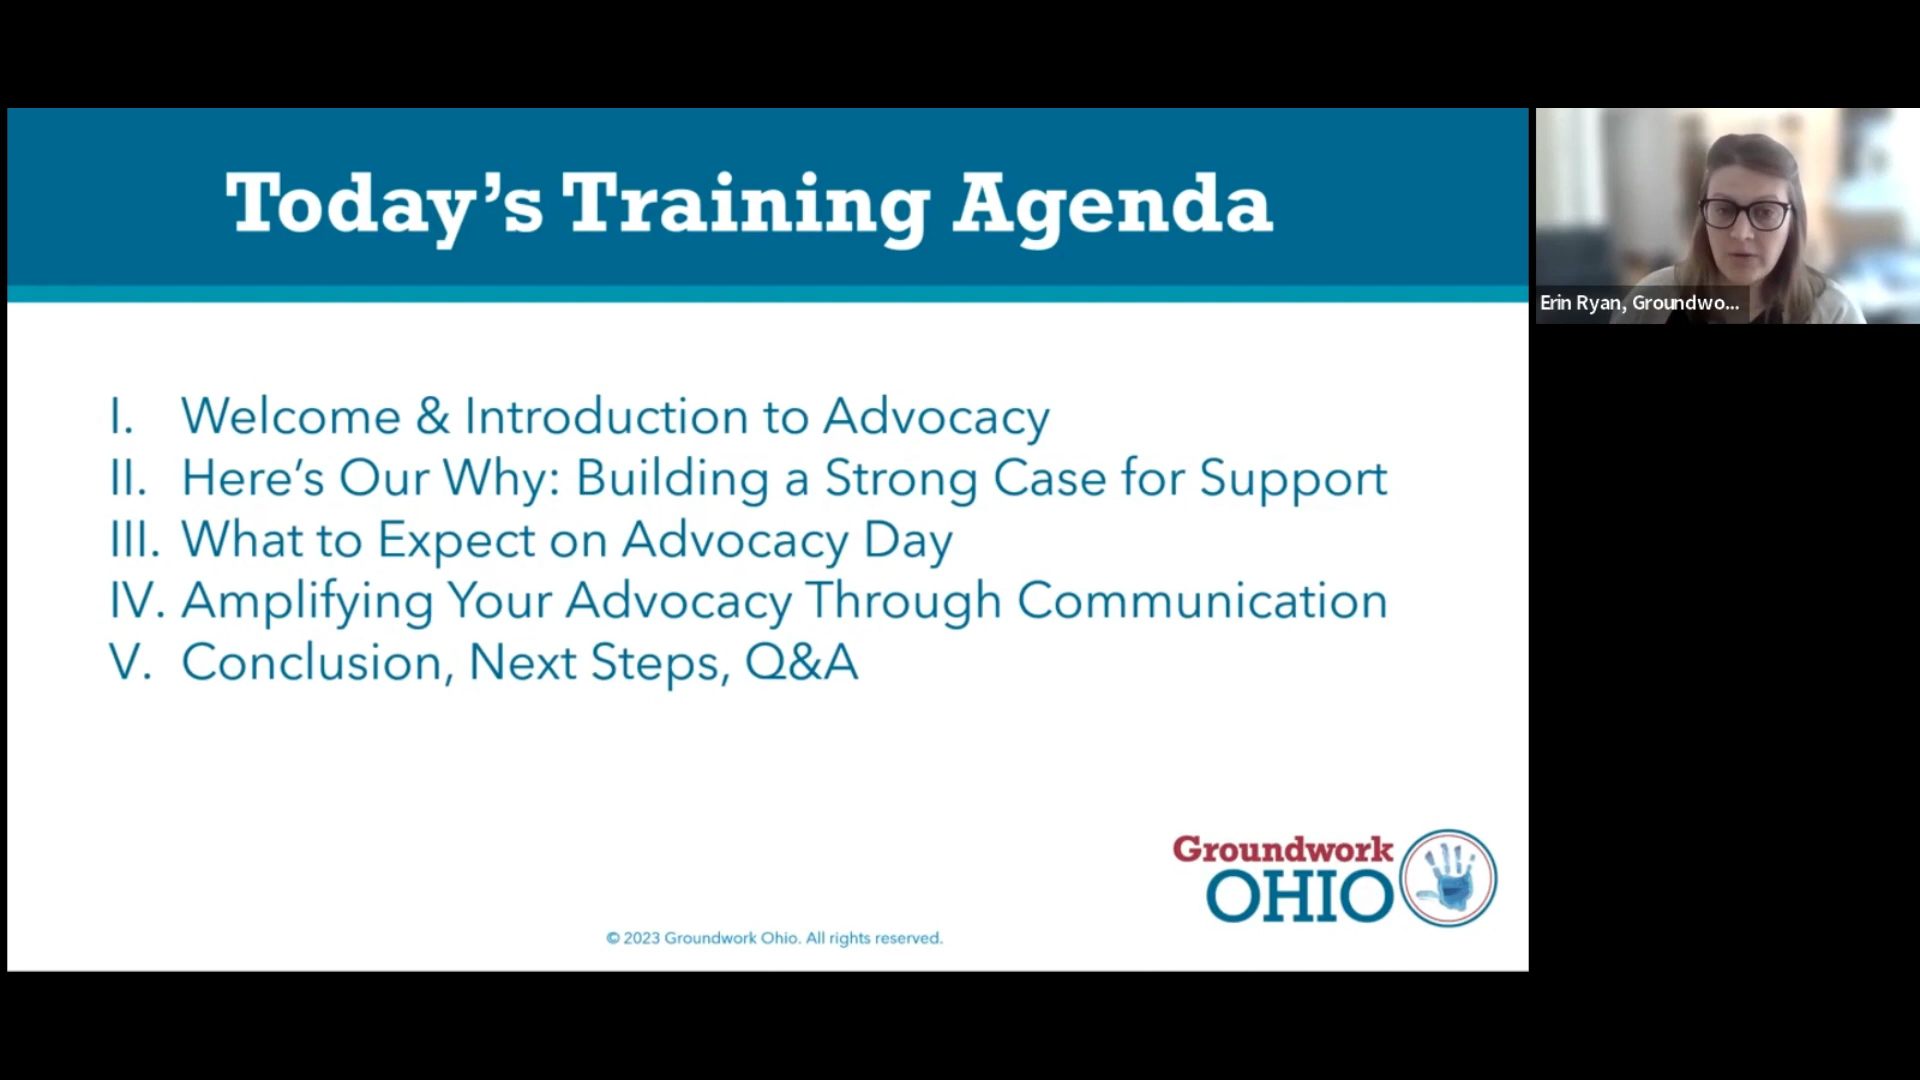 Today's Training Agenda
I. Welcome & Introduction to Advocacy
II. Here's Our Why: Building a Strong Case for Support
III. What to Expect on Advocacy Day
IV. Amplifying Your Advocacy Through Communication
V. Conclusion, Next Steps, Q&A
Groundwork
OHIO
© 2023 Groundwork Ohio. All rights reserved.
Erin Ryan, Groundwo...